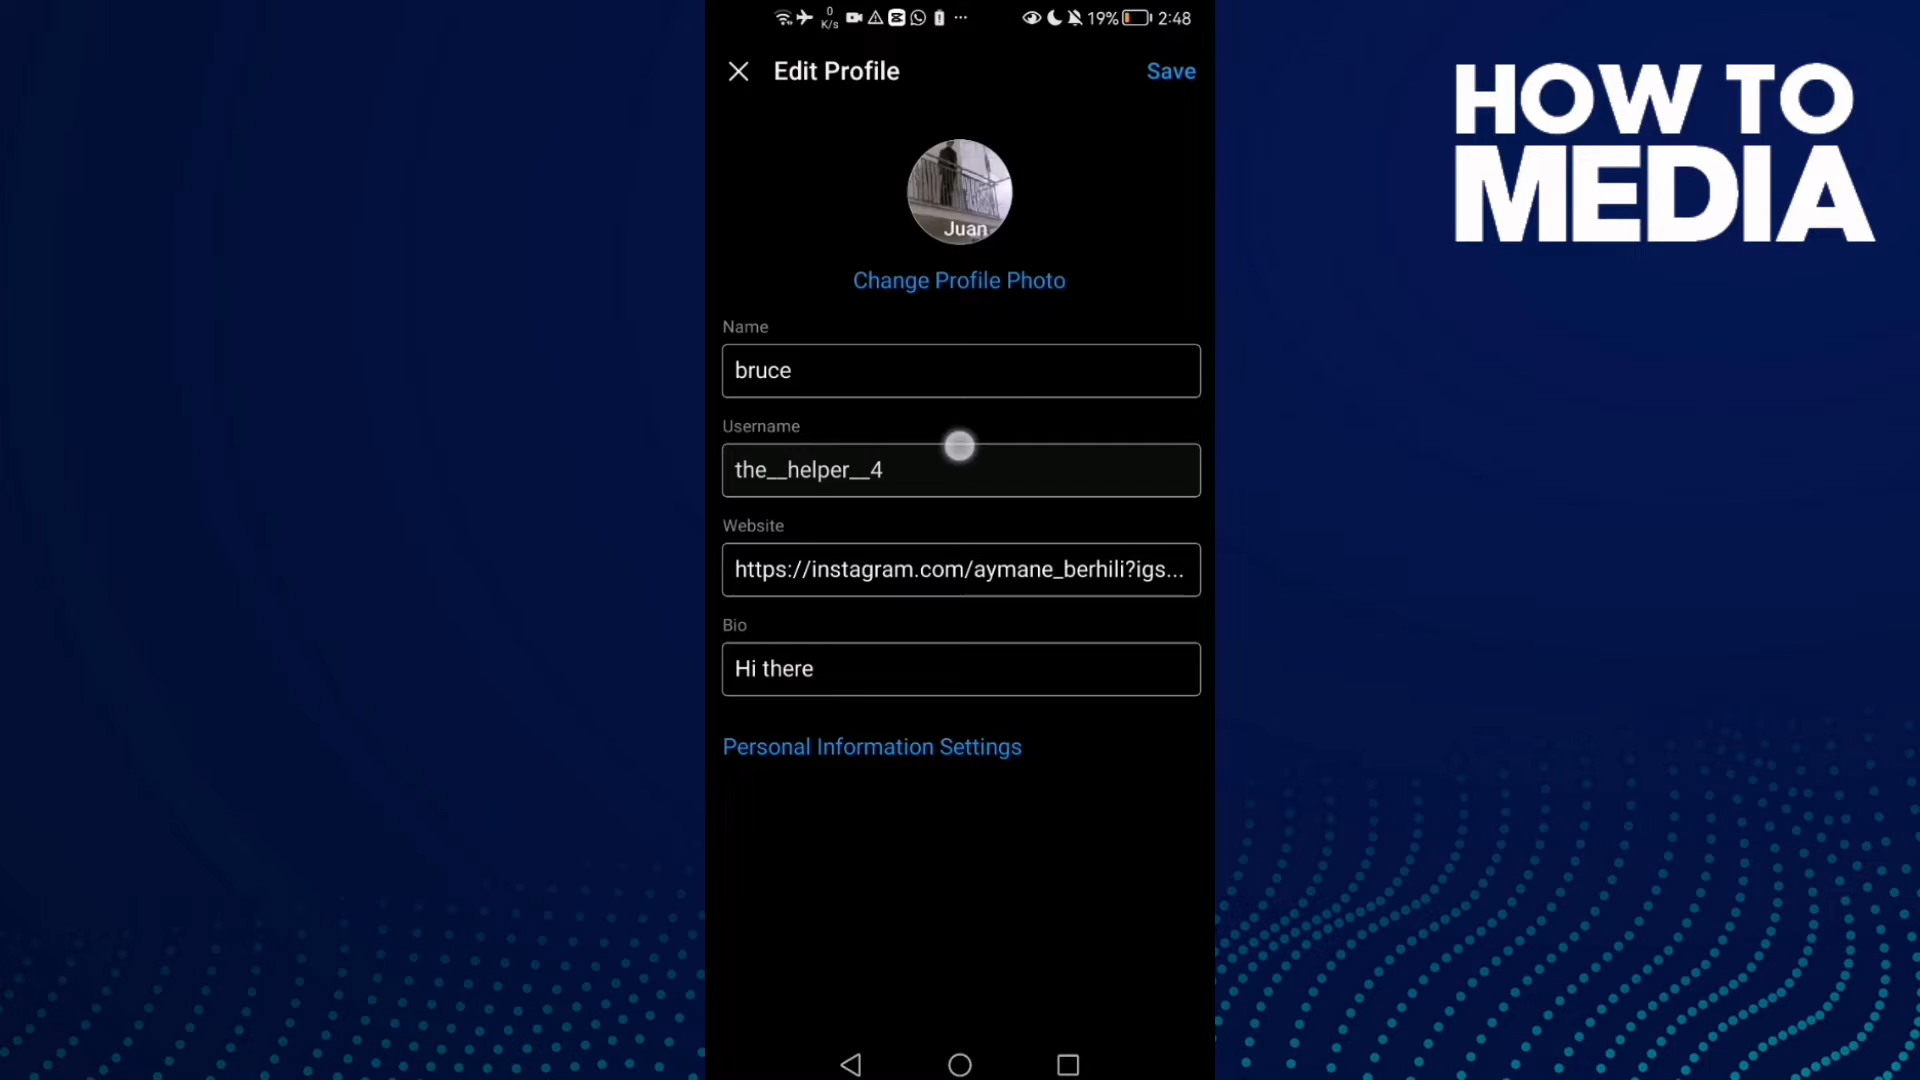 0
K/s
19%
2:48
Edit Profile
Save
HOW TO
MEDIA
Juan
Change Profile Photo
Name
bruce
Username
the__helper__4
Website
https://instagram.com/aymane_berhili?igs...
Bio
Hi there
Personal Information Settings